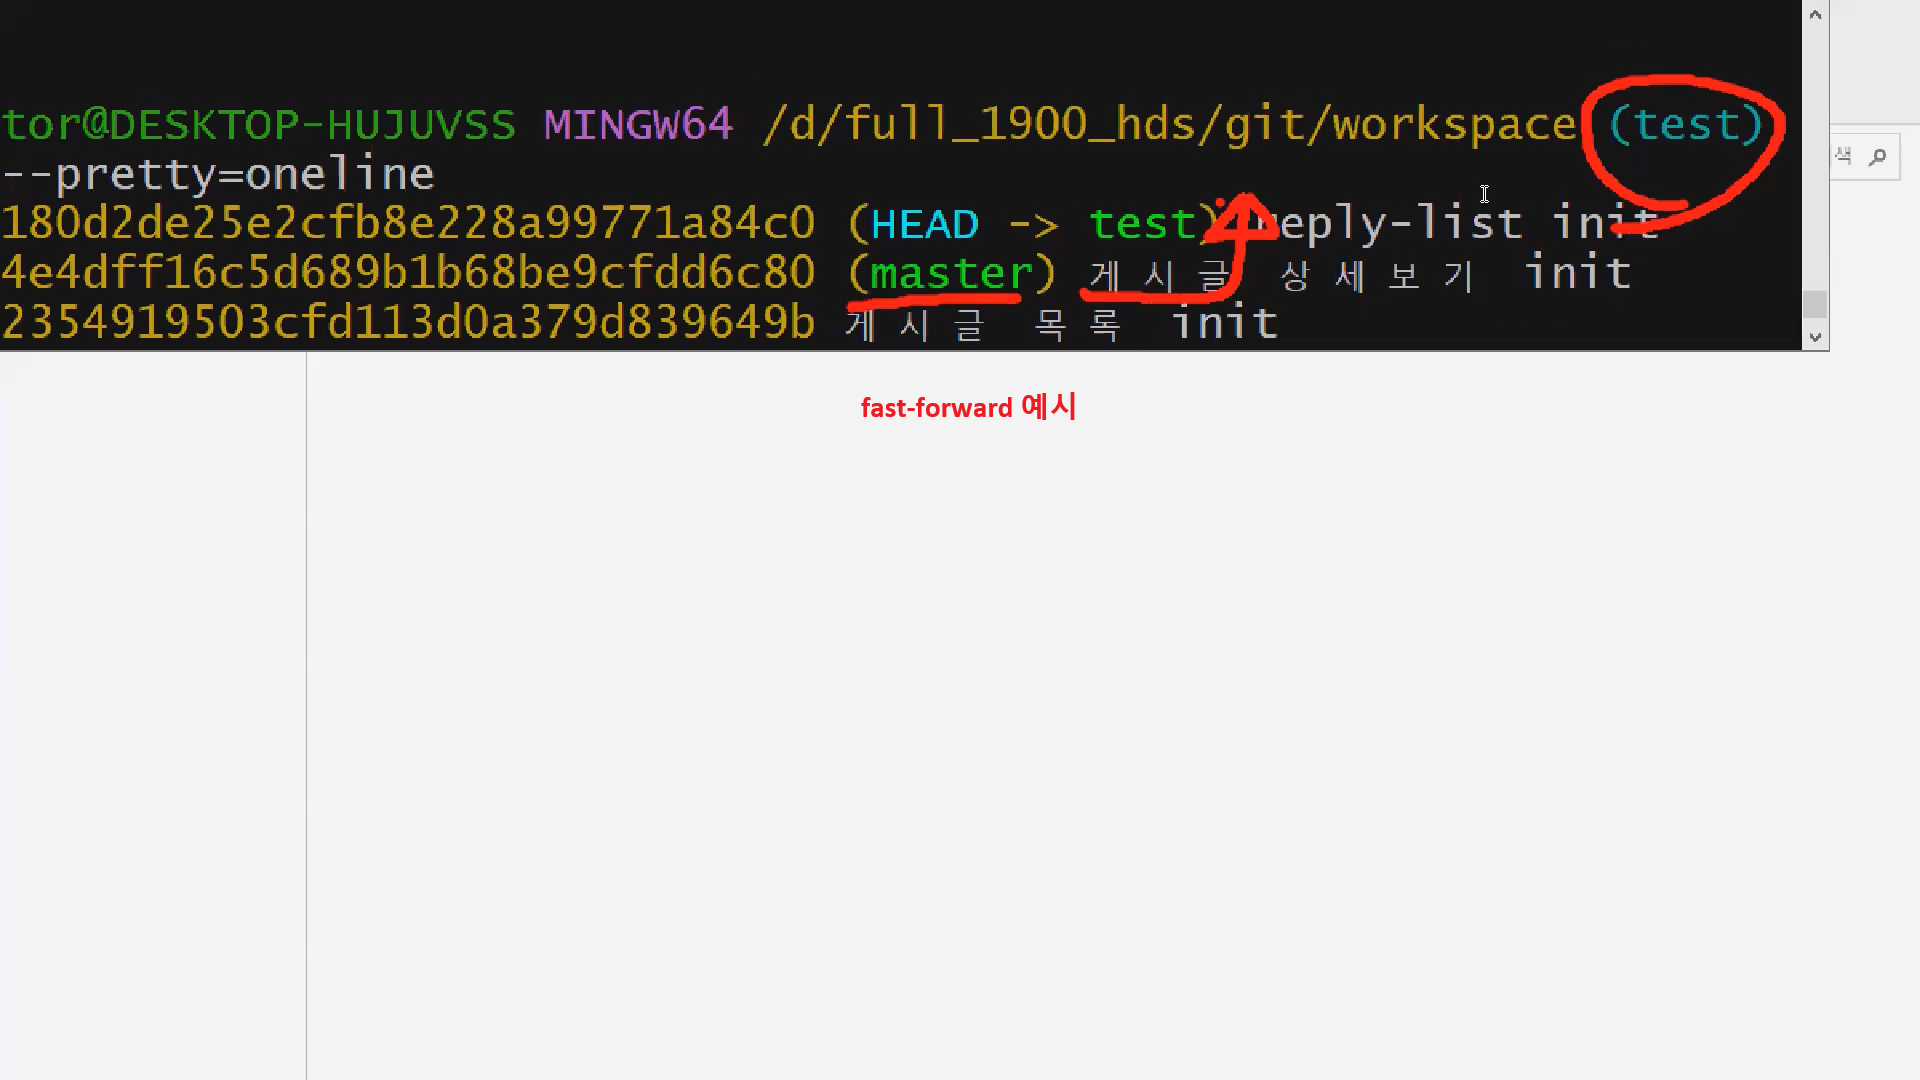 tor@DESKTOP-HUJUVSS MINGW64 /d/full_1900_hds/git/workspace (test)
--pretty=oneline
180d2de25e2cfb8e228a99771a84c0 (HEAD -> test) reply-list init
4e4dff16c5d689b1b68be9cfdd6c80 (master) 게시글 상세보기 init
2354919503cfd113d0a379d839649b 게시글 목록 init
색
fast-forward 예시